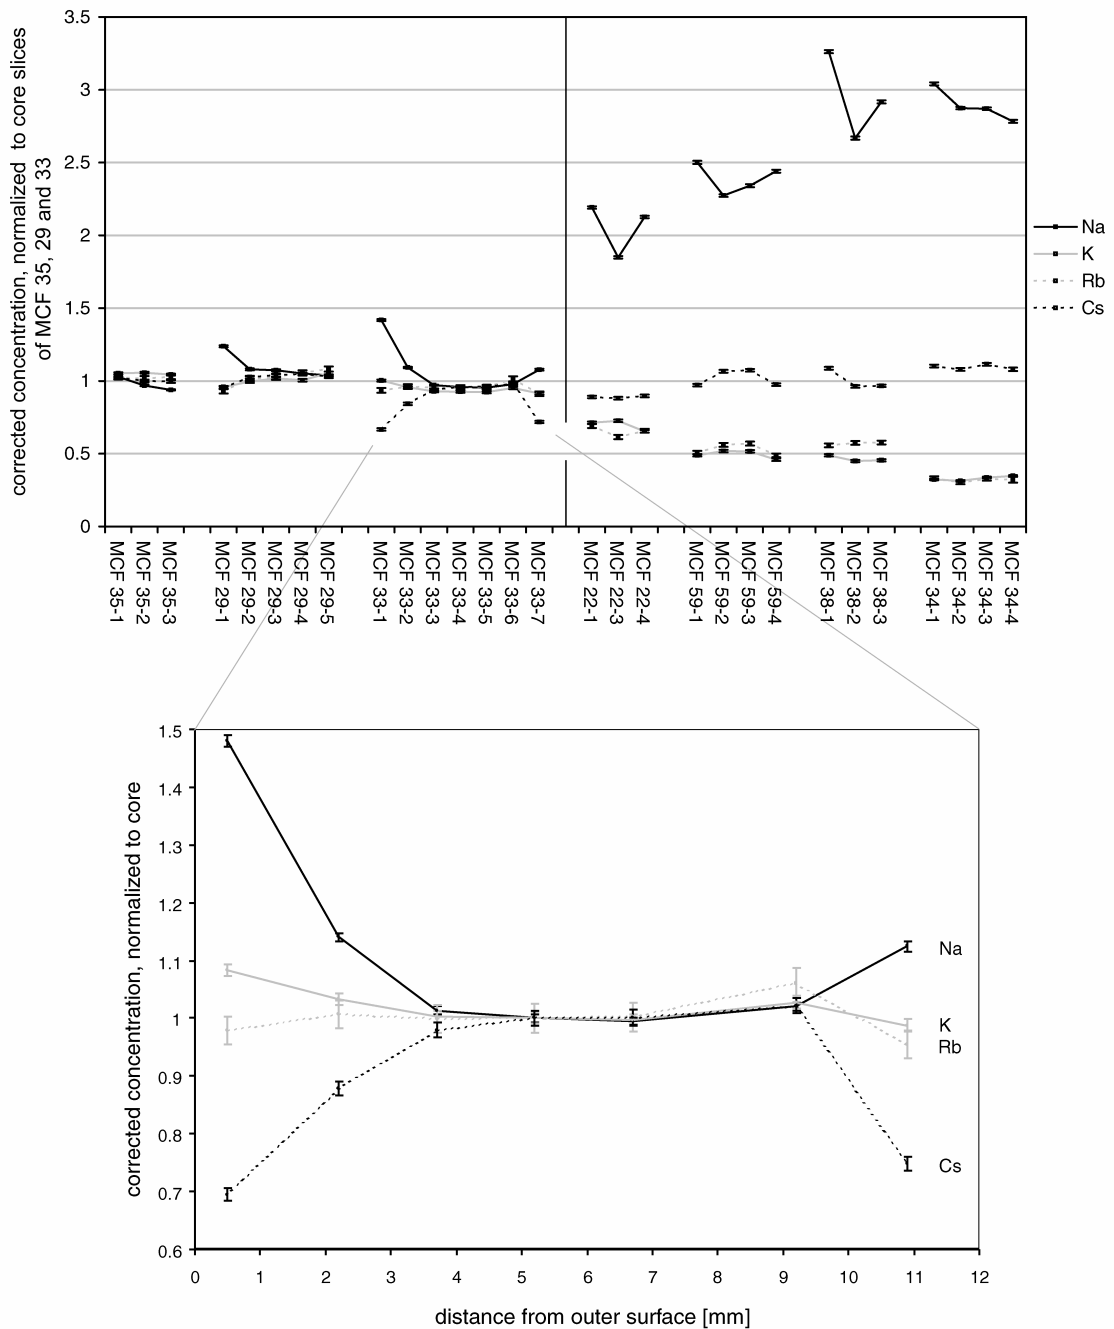 corrected concentration, normalized to core slices
of MCF 35, 29 and 33
3.5
3
2.5
2
1.5
1
0.5
0
MCF 35-1
MCF 35-2
MCF 35-3
MCF 29-1
MCF 29-2
MCF 29-3
MCF 29-4
MCF 29-5
MCF 33-1
MCF 33-2
MCF 33-3
MCF 33-4
MCF 33-5
MCF 33-6
MCF 33-7
MCF 22-1
MCF 22-3
MCF 22-4
MCF 59-1
MCF 59-2
MCF 59-3
MCF 59-4
MCF 38-1
MCF 38-2
MCF 38-3
MCF 34-1
MCF 34-2
MCF 34-3
MCF 34-4
Na
K
Rb
Cs
corrected concentration, normalized to core
1.5
1.4
1.3
1.2
1.1
1
0.9
0.8
0.7
0.6
Na
K
Rb
Cs
0 1 2 3 4 5 6 7 8 9 10 11 12
distance from outer surface [mm]